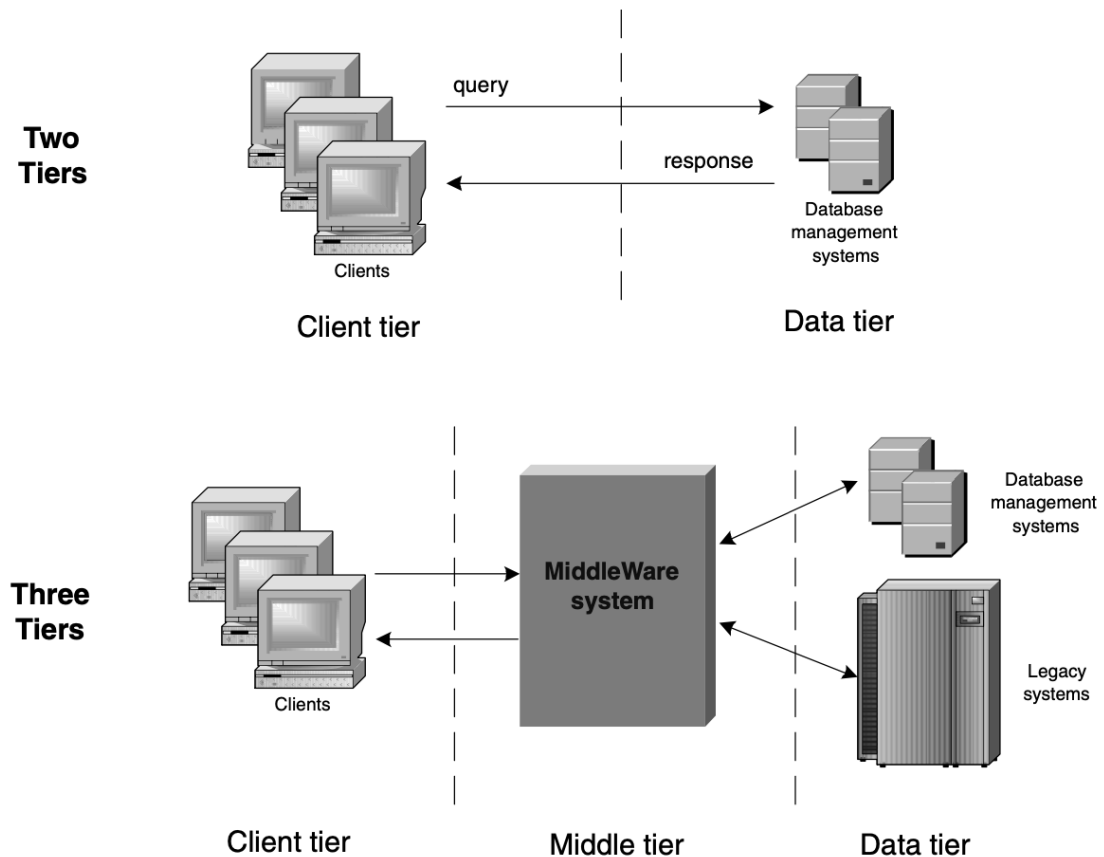 Two
Tiers
query
response
Clients
Database
management
systems
Client tier
Data tier
Three
Tiers
Clients
MiddleWare
system
Database
management
systems
Legacy
systems
Client tier
Middle tier
Data tier